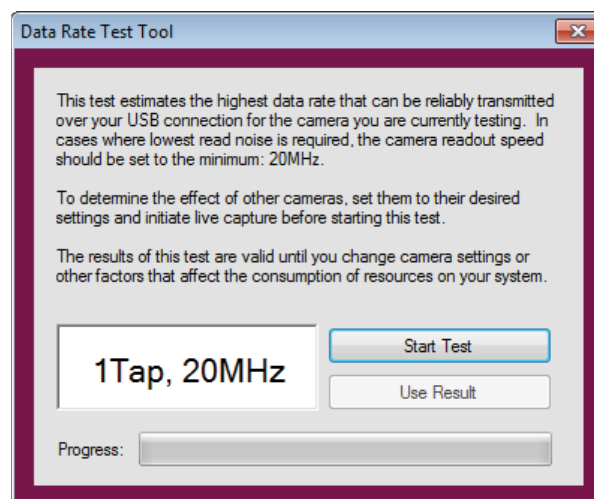 Data Rate Test Tool
This test estimates the highest data rate that can be reliably transmitted
over your USB connection for the camera you are currently testing. In
cases where lowest read noise is required, the camera readout speed
should be set to the minimum: 20MHz.
To determine the effect of other cameras, set them to their desired
settings and initiate live capture before starting this test.
The results of this test are valid until you change camera settings or
other factors that affect the consumption of resources on your system.
1Tap, 20MHz
Start Test
Use Result
Progress: